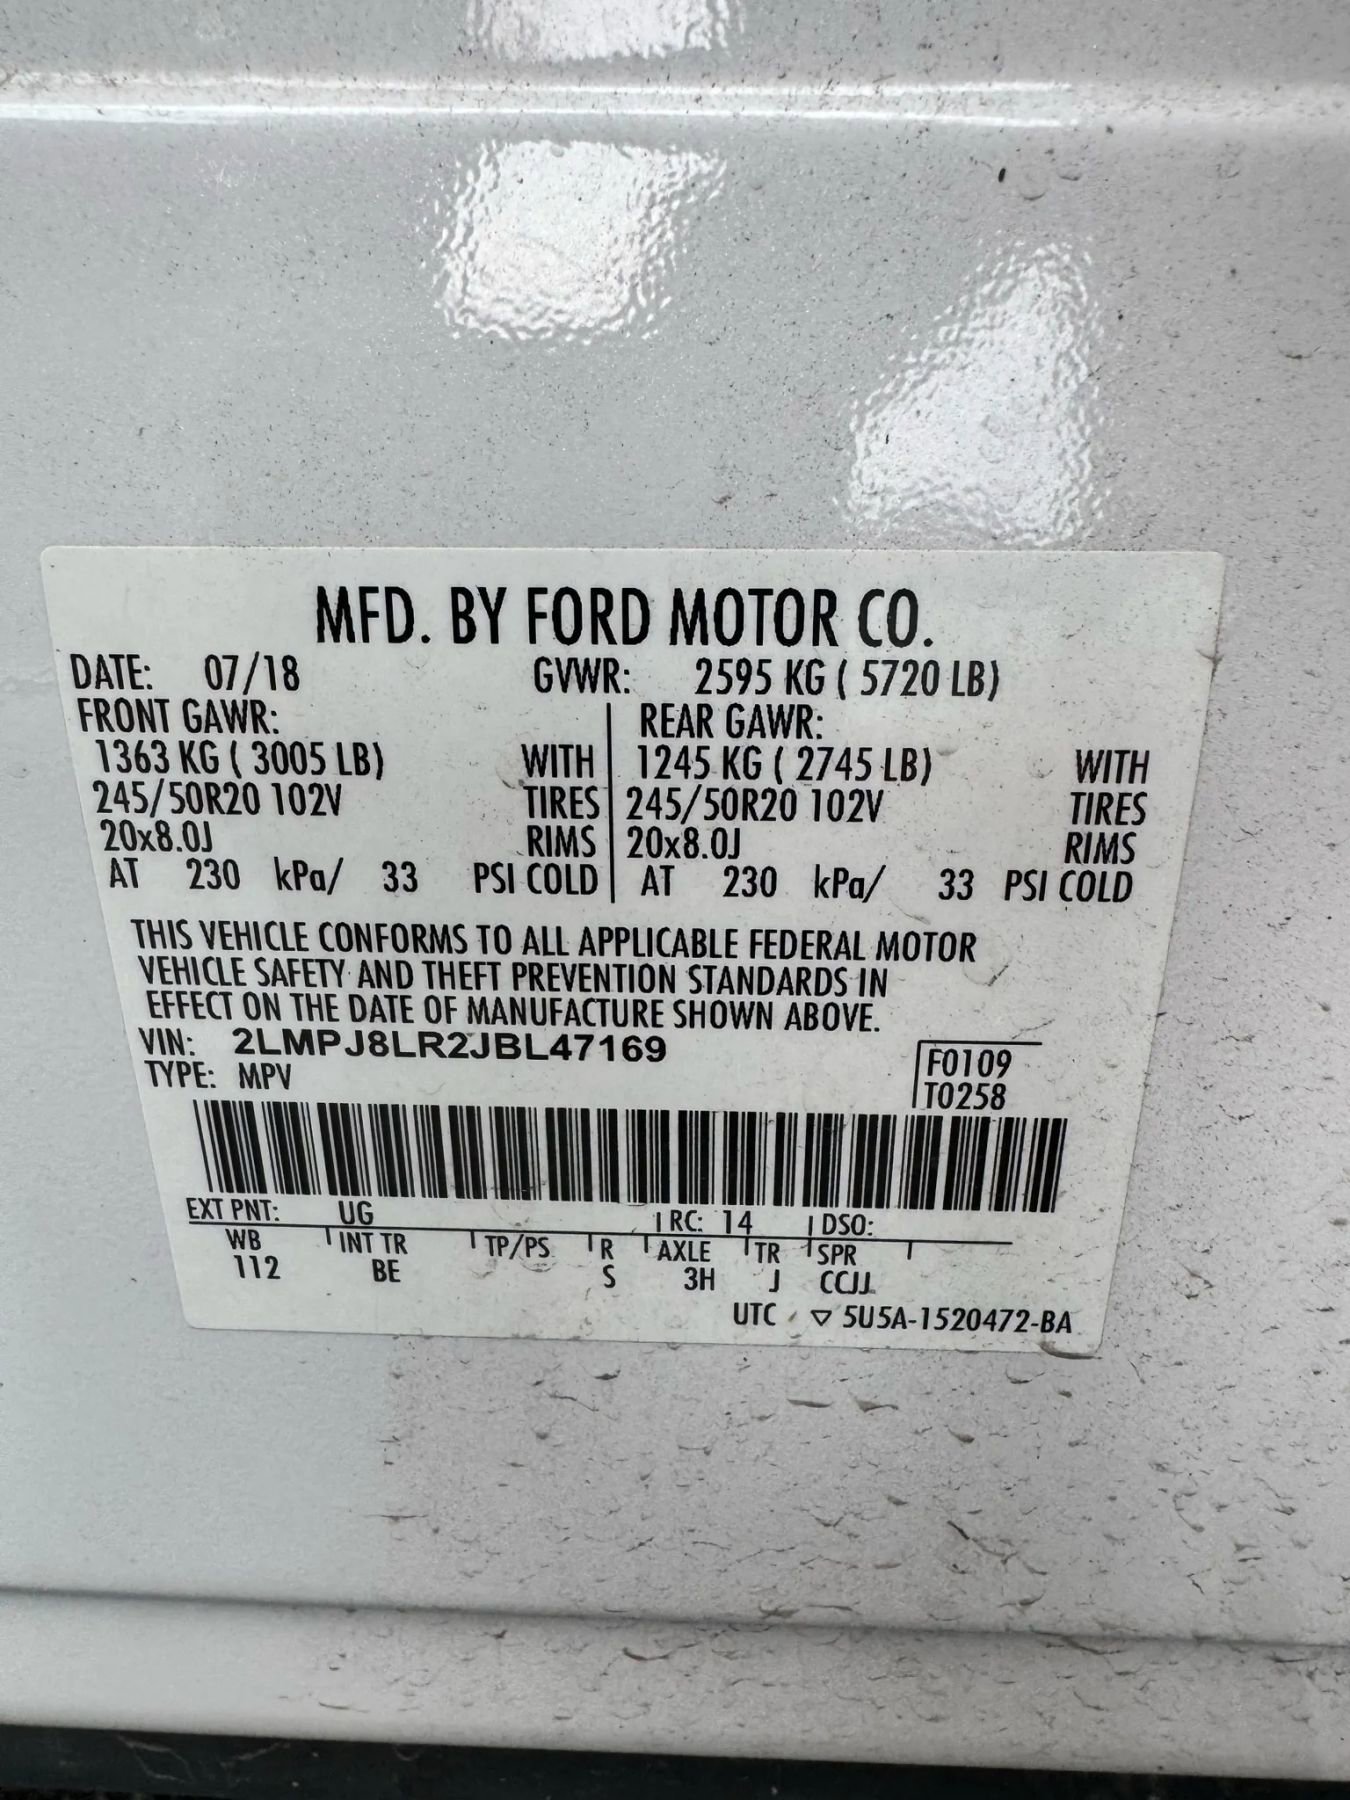 MFD. BY FORD MOTOR CO.
DATE: 07/18 GVWR: 2595 KG ( 5720 LB)
FRONT GAWR: REAR GAWR:
1363 KG ( 3005 LB) WITH 1245 KG ( 2745 LB) WITH
245/50R20 102V TIRES 245/50R20 102V TIRES
20x8.0J RIMS 20x8.0J RIMS
AT 230 kPa/ 33 PSI COLD AT 230 kPa/ 33 PSI COLD
THIS VEHICLE CONFORMS TO ALL APPLICABLE FEDERAL MOTOR
VEHICLE SAFETY AND THEFT PREVENTION STANDARDS IN
EFFECT ON THE DATE OF MANUFACTURE SHOWN ABOVE.
VIN: 2LMPJ8LR2JBL47169
TYPE: MPV
F0109
T0258
EXT PNT: UG RC: 14 DSO:
WB INT TR TP/PS R AXLE TR SPR
112 BE S 3H J CCJJ
UTC ▽ 5U5A-1520472-BA